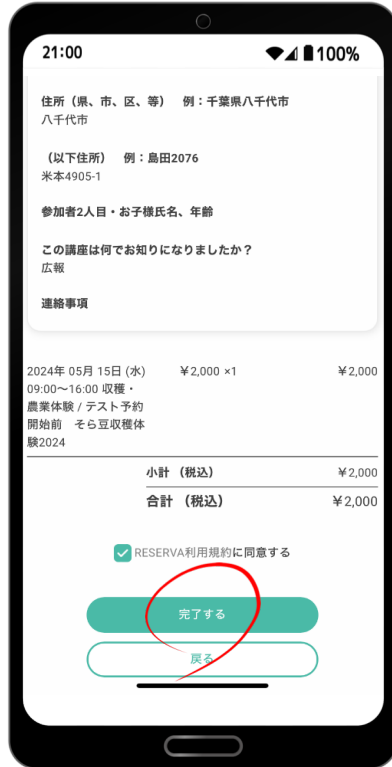 21:00 100%
住所（県、市、区、等）　例：千葉県八千代市
八千代市
（以下住所）　例：島田2076
米本4905-1
参加者2人目・お子様氏名、年齢
この講座は何でお知りになりましたか？
広報
連絡事項
2024年 05月 15日 (水) ￥2,000 ×1 ￥2,000
09:00〜16:00 収穫・
農業体験 / テスト予約
開始前　そら豆収穫体
験2024
小計 （税込） ￥2,000
合計 （税込） ￥2,000
RESERVA利用規約に同意する
完了する
戻る